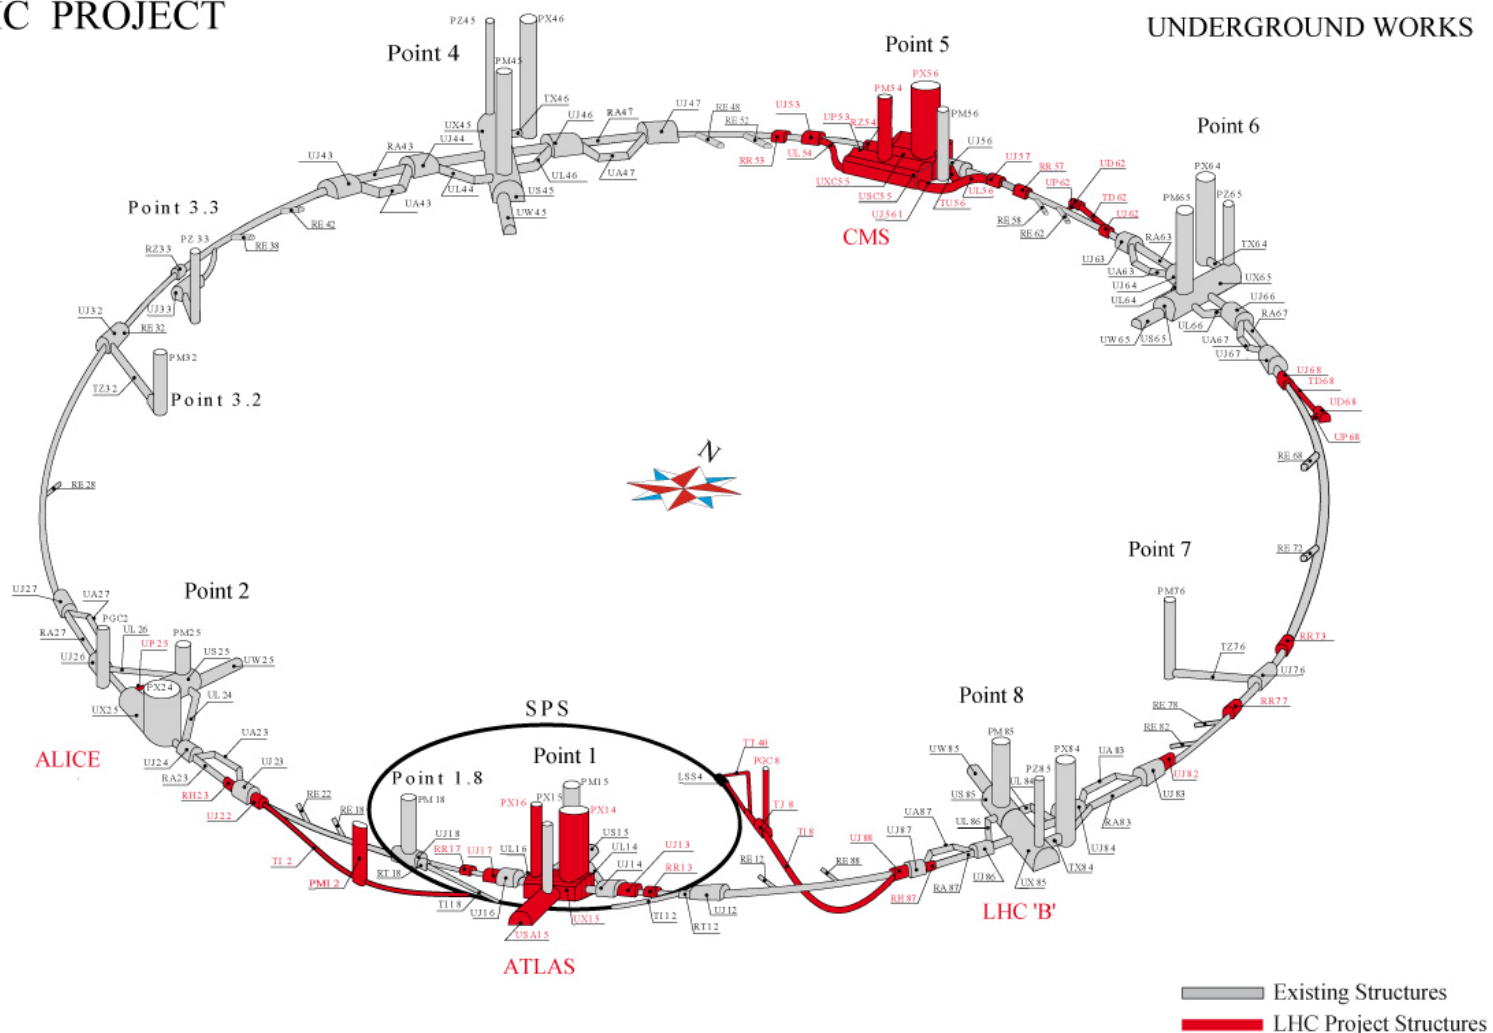 IC PROJECT
UNDERGROUND WORKS
PZ45
PX46
Point 4
Point 5
PM45
PX56
PM54
TX46
UX45
UJ46
RA47
UJ47
RE48
RE52
UJ53
UP53
RZ54
PM56
UJ56
Point 6
UJ44
RA43
UJ43
UA43
UL44
US45
UL46
UA47
UW45
RR53
UL54
UXC55
USC55
UJ561
TU56
UL56
UJ57
RR57
UP62
UD62
TD62
UJ62
CMS
RE58
RE62
PX64
PM65
PZ65
TX64
RA63
UJ63
UA63
UJ64
UL64
UX65
UJ66
RA67
UL66
UA67
UJ67
UW65
US65
Point 3.3
RZ33
PZ33
RE42
RE38
UJ33
UJ32
RE32
PM32
TZ32
Point 3.2
UJ68
TD68
UD68
UP68
RE68
N
RE28
RE72
Point 7
PM76
RR73
TZ76
UJ76
RR77
RE78
RE82
UJ27
UA27
Point 2
PGC2
UL26
UP25
PM25
US25
UW25
RA27
UJ26
PX24
UX25
UL24
ALICE
UJ24
UA23
RA23
UJ23
RH23
UJ22
RE22
RE18
TI2
PMI2
SPS
Point 1
Point 1.8
PM18
PX16
PX15
PM15
PX14
LSS4
TT40
PGC8
TJ8
TI8
UJ18
RR17
UJ17
UL16
US15
UL14
UJ14
UJ13
RR13
RT18
TI18
UJ16
USA15
UX15
TI12
RT12
UJ12
RE12
RE88
ATLAS
Point 8
UW85
PM85
PX84
PZ85
UL84
US85
UA83
UJ82
UJ83
RA83
UL86
UA87
UJ87
UJ88
RH87
RA87
UJ86
UX85
TX84
UJ84
LHC 'B'
Existing Structures
LHC Project Structures